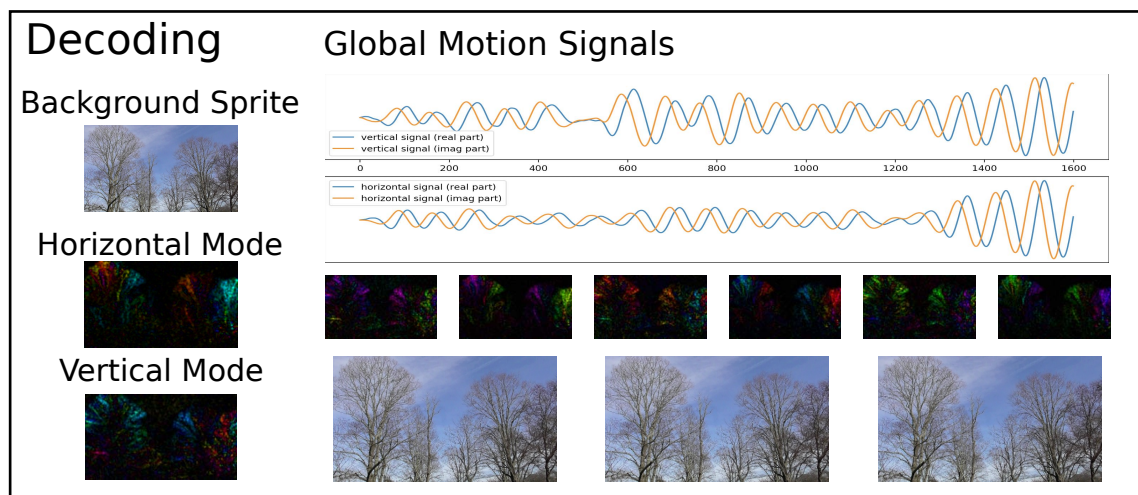 Decoding
Global Motion Signals
Background Sprite
vertical signal (real part)
vertical signal (imag part)
0 200 400 600 800 1000 1200 1400 1600
horizontal signal (real part)
horizontal signal (imag part)
Horizontal Mode
Vertical Mode